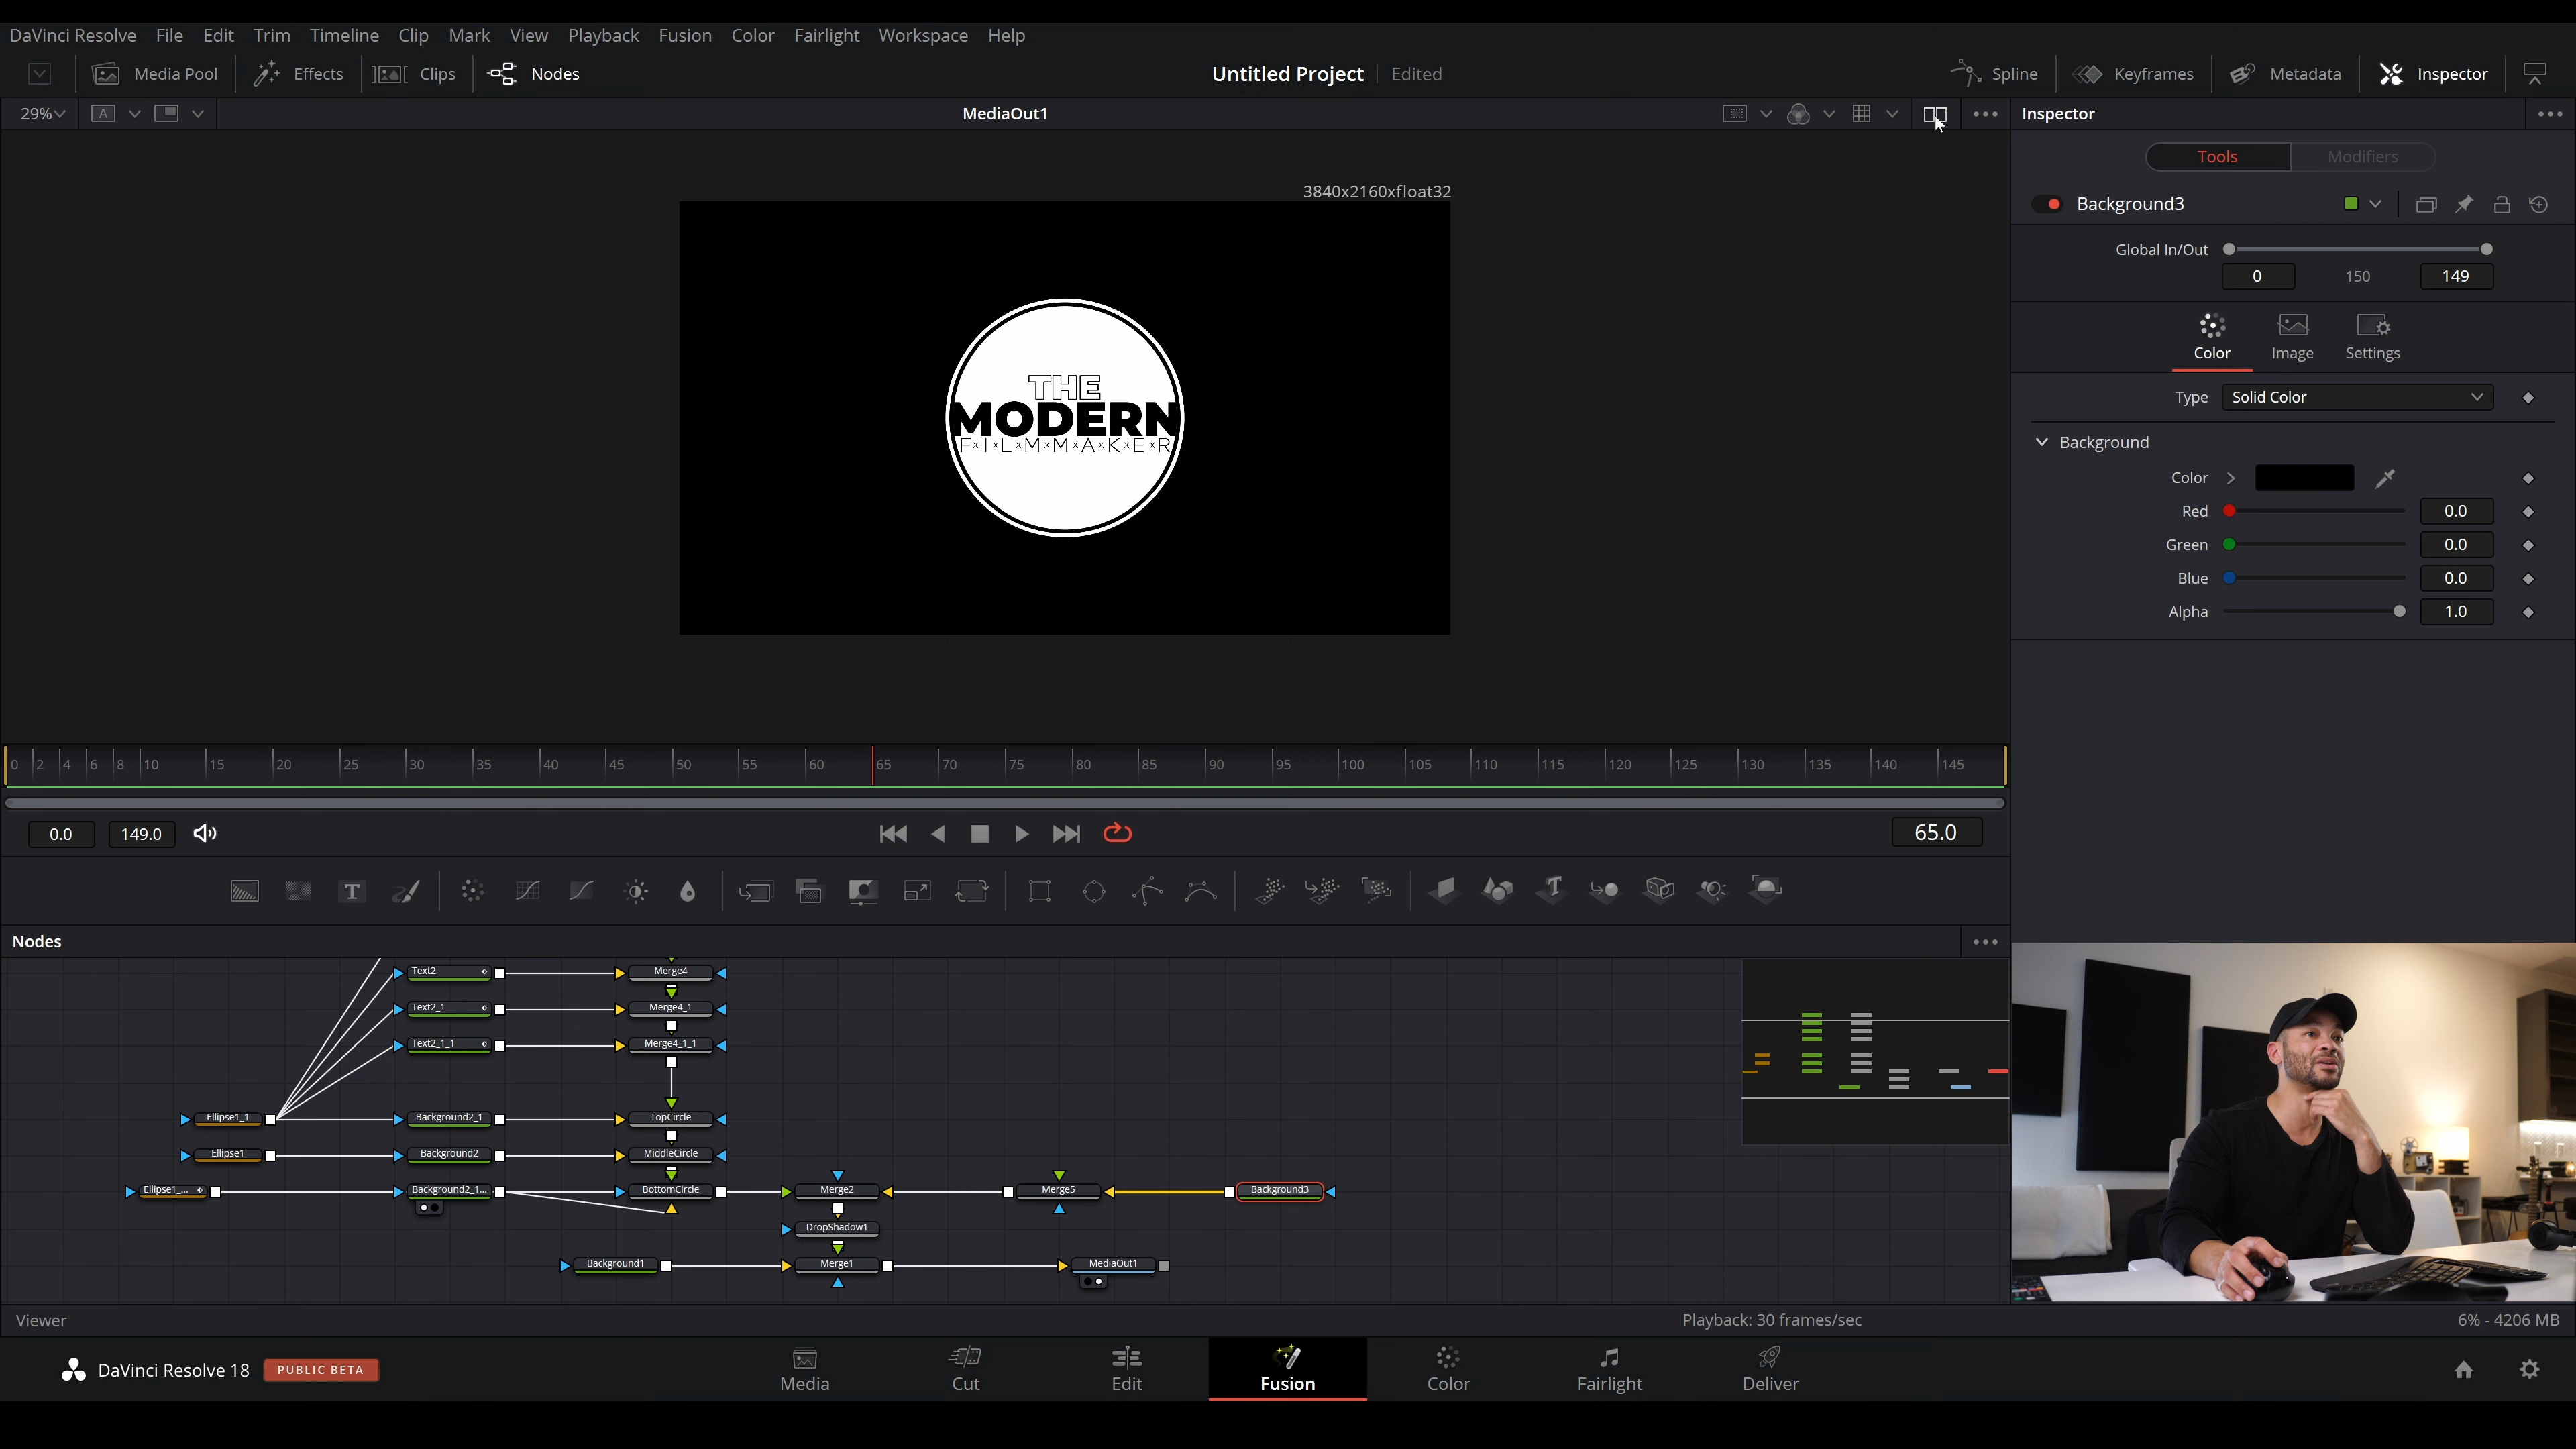 DaVinci Resolve File Edit Trim Timeline Clip Mark View Playback Fusion Color Fairlight Workspace Help
Media Pool Effects Clips Nodes Untitled Project Edited Spline Keyframes Metadata Inspector
29% A MediaOut1 Inspector
Tools Modifiers
3840x2160xfloat32
Background3
Global In/Out
0 150 149
THE
MODERN
F×I×L×M×M×A×K×E×R
Color Image Settings
Type Solid Color
Background
Color
Red 0.0
Green 0.0
Blue 0.0
Alpha 1.0
0 2 4 6 8 10 15 20 25 30 35 40 45 50 55 60 65 70 75 80 85 90 95 100 105 110 115 120 125 130 135 140 145
0.0 149.0 65.0
T T
Nodes
Text2 Merge4
Text2_1 Merge4_1
Text2_1_1 Merge4_1_1
Ellipse1_1 Background2_1 TopCircle
Ellipse1 Background2 MiddleCircle
Ellipse1_... Background2_1... BottomCircle Merge2 Merge5 Background3
DropShadow1
Background1 Merge1 MediaOut1
Viewer Playback: 30 frames/sec 6% - 4206 MB
DaVinci Resolve 18 PUBLIC BETA Media Cut Edit Fusion Color Fairlight Deliver